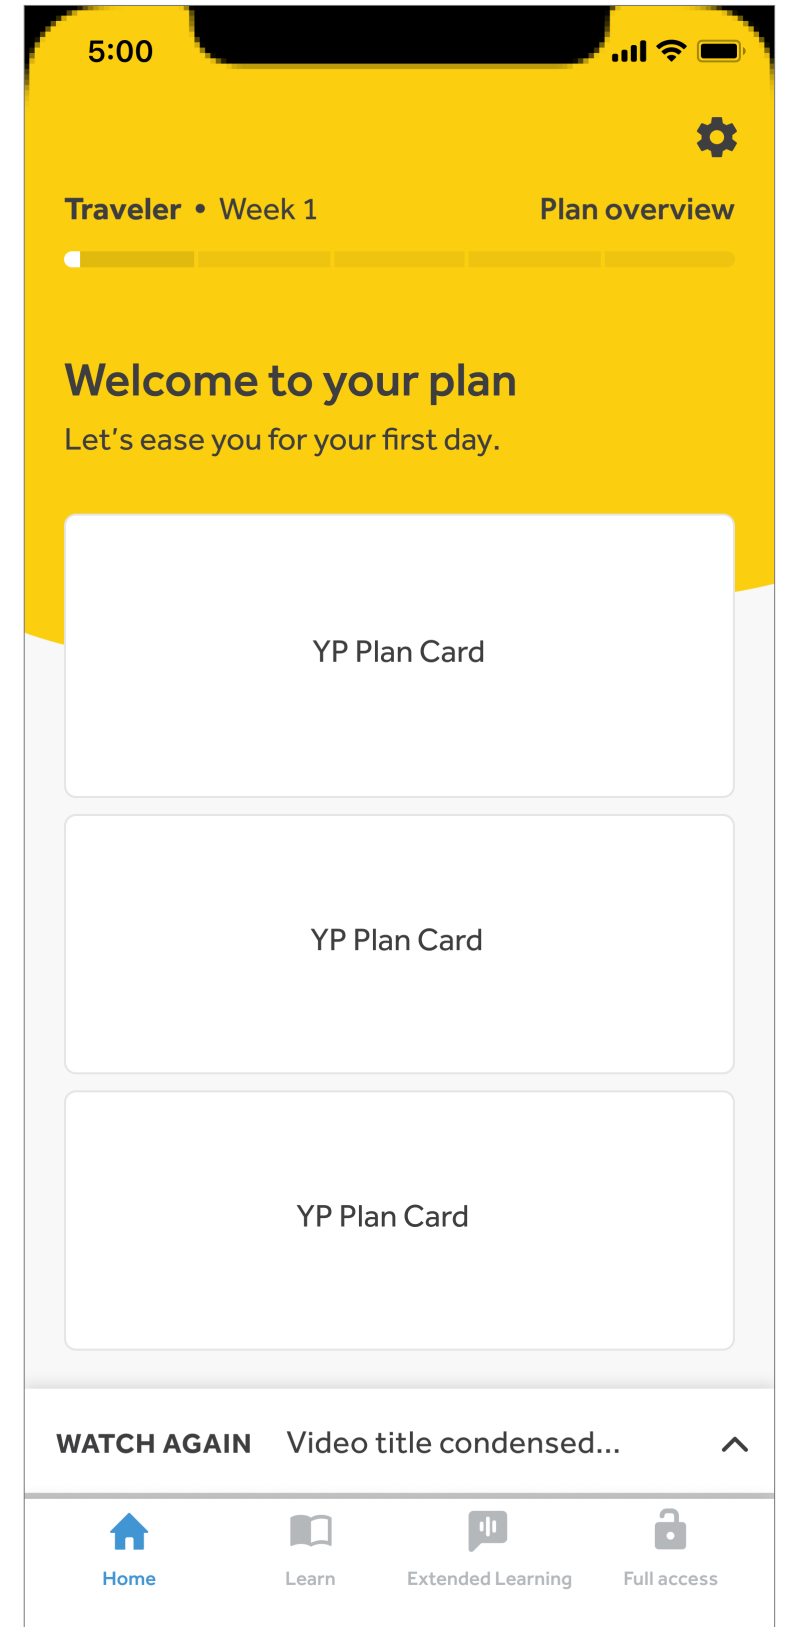 5:00
Traveler • Week 1
Plan overview
Welcome to your plan
Let's ease you for your first day.
YP Plan Card
YP Plan Card
YP Plan Card
WATCH AGAIN Video title condensed...
Home Learn Extended Learning Full access